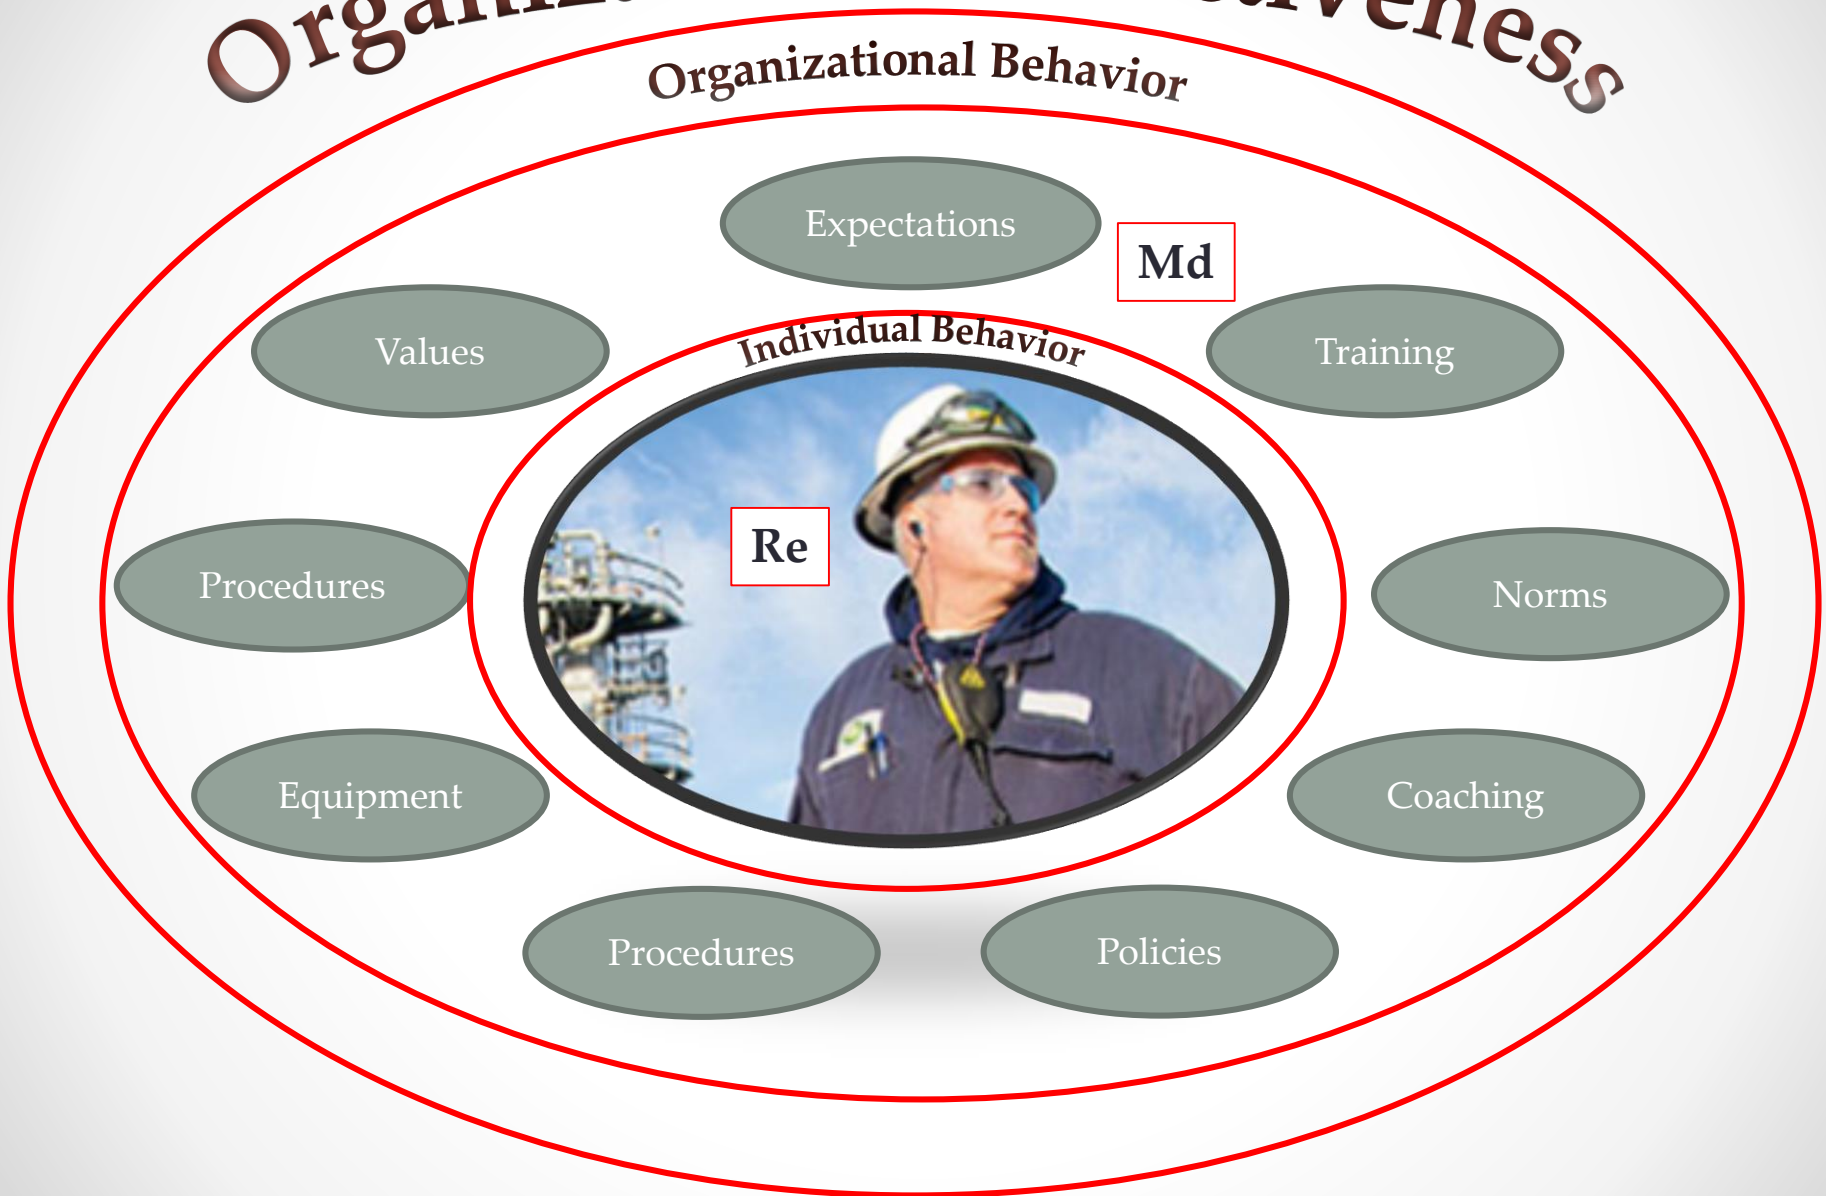 Organizational Behavior
Expectations
Md
Values
Training
Individual Behavior
Re
Procedures
Norms
Equipment
Coaching
Procedures
Policies